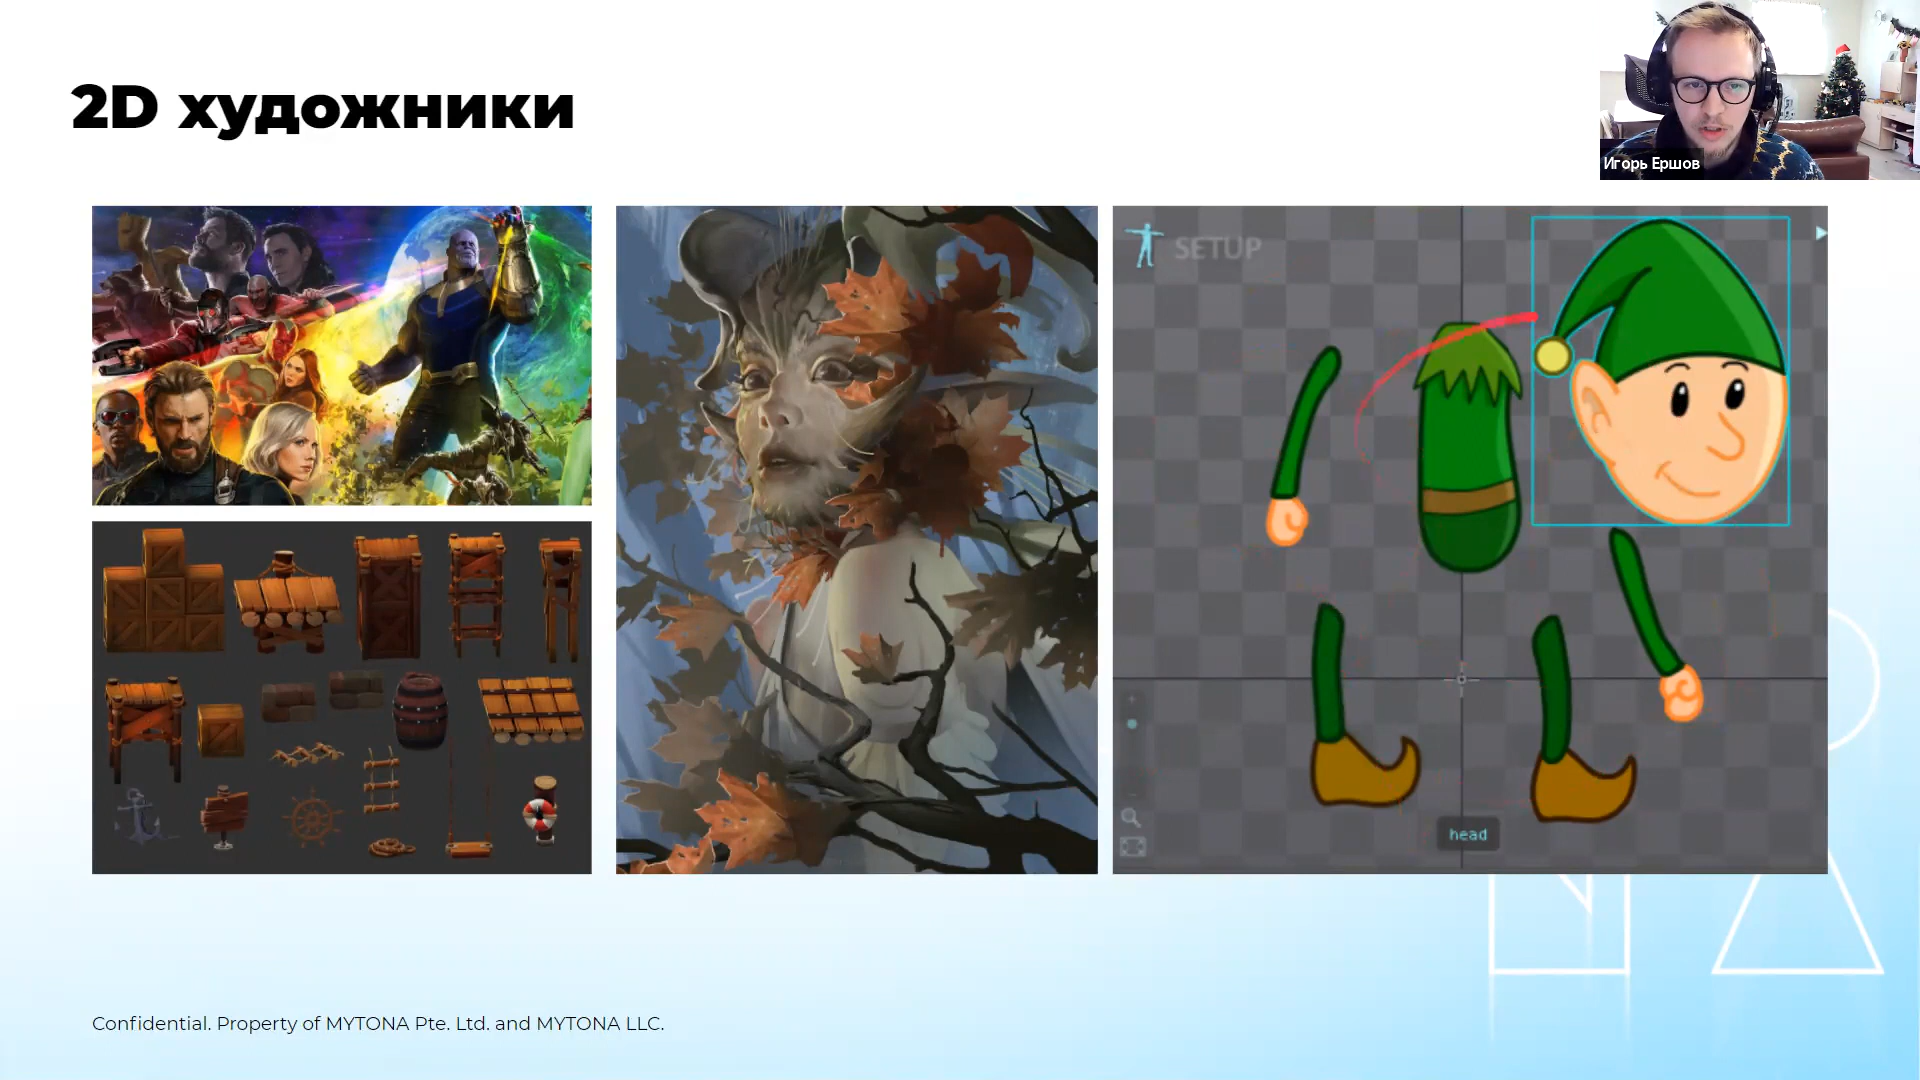 2D художники
Игорь Ершов
SETUP
head
Confidential. Property of MYTONA Pte. Ltd. and MYTONA LLC.